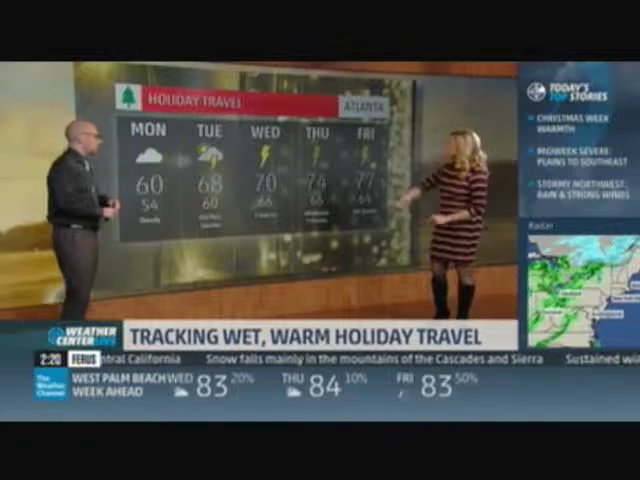 HOLIDAY TRAVEL
ATLANTA
MON TUE WED THU FRI
60 68 70 74 77
54 60 66 66 64
Cloudy
TODAY'S
TOP STORIES
CHRISTMAS WEEK
WARMTH
MIDWEEK SEVERE:
PLAINS TO SOUTHEAST
STORMY NORTHWEST:
RAIN & STRONG WINDS
Radar
WEATHER
CENTER LIVE
TRACKING WET, WARM HOLIDAY TRAVEL
2:20 FERUS ntral California Snow falls mainly in the mountains of the Cascades and Sierra Sustained
The
Weather
Channel
WEST PALM BEACH
WEEK AHEAD
WED 83 20% THU 84 10% FRI 83 50%